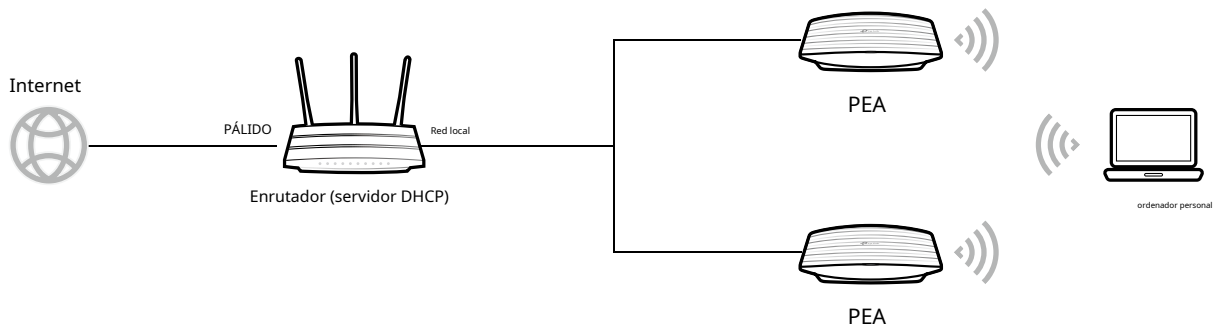 Internet
PÁLIDO
Red local
Enrutador (servidor DHCP)
PEA
ordenador personal
PEA